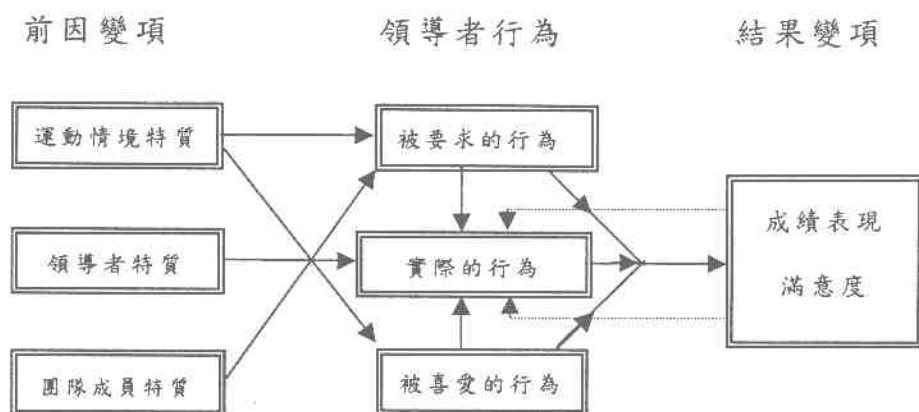 前因變項 領導者行為 結果變項
運動情境特質 被要求的行為
領導者特質 實際的行為 成績表現
滿意度
團隊成員特質 被喜愛的行為